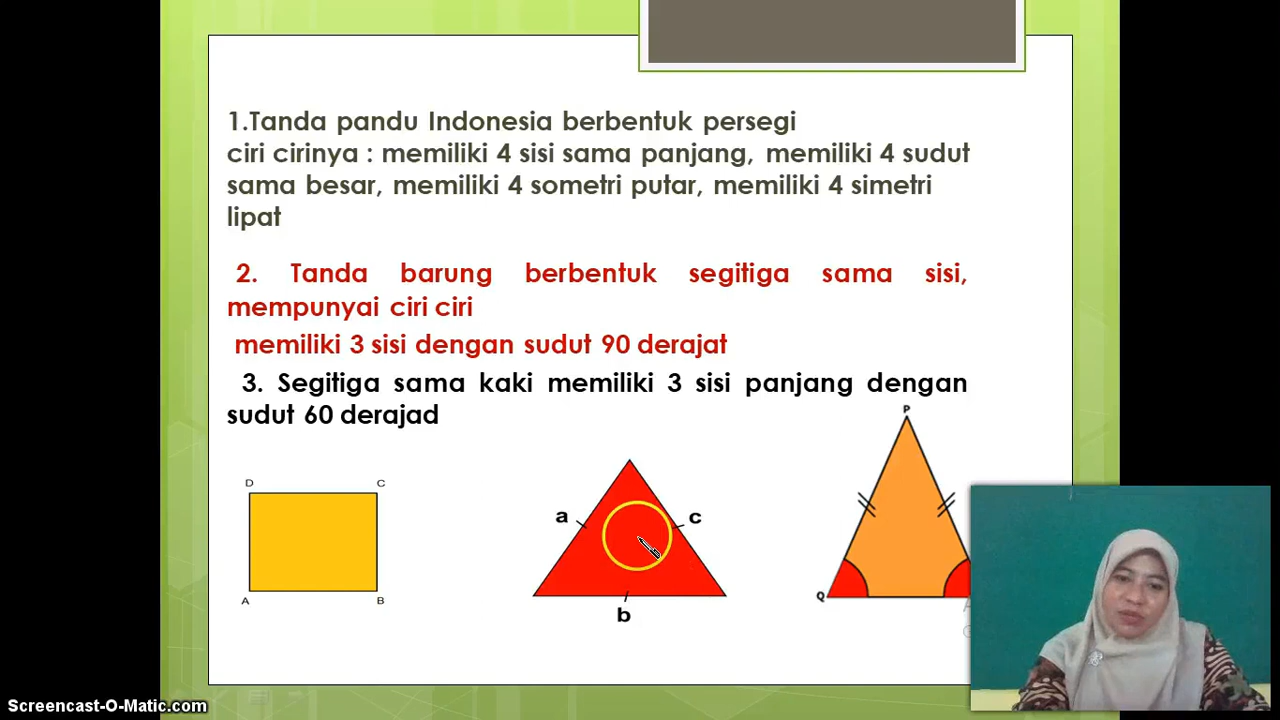 1.Tanda pandu Indonesia berbentuk persegi
ciri cirinya : memiliki 4 sisi sama panjang, memiliki 4 sudut
sama besar, memiliki 4 sometri putar, memiliki 4 simetri
lipat
2. Tanda barung berbentuk segitiga sama sisi,
mempunyai ciri ciri
memiliki 3 sisi dengan sudut 90 derajat
3. Segitiga sama kaki memiliki 3 sisi panjang dengan
sudut 60 derajad
P
D C
a c
A B
Q
b
Screencast-O-Matic.com